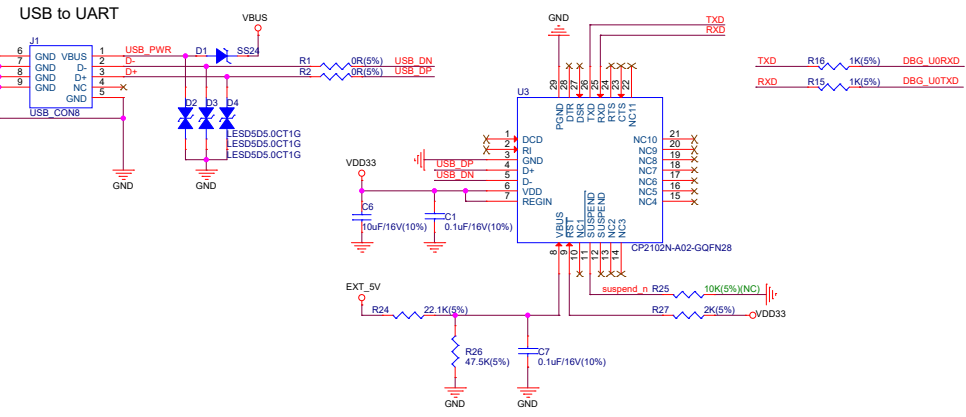 USB to UART
J1
6 GND VBUS 1 USB_PWR
7 GND D- 2 D-
8 GND D+ 3 D+
9 GND NC 4
GND 5
USB_CON8
D1 SS24
VBUS
R1 0R(5%) USB_DN
R2 0R(5%) USB_DP
D2 D3 D4
LESD5D5.0CT1G
LESD5D5.0CT1G
LESD5D5.0CT1G
GND
GND
GND
TXD
RXD
U3
29 28 27 26 25 24 23 22
PGND DTR DSR TXD RXD RTS CTS NC11
1 DCD
2 RI
3 GND
USB_DP 4 D+
USB_DN 5 D-
6 VDD
7 REGIN
NC10 21
NC9 20
NC8 19
NC7 18
NC6 17
NC5 16
NC4 15
VBUS RST NC1 SUSPEND SUSPEND NC2 NC3
8 9 10 11 12 13 14
CP2102N-A02-GQFN28
VDD33
C6
10uF/16V(10%)
C1
0.1uF/16V(10%)
TXD R16 1K(5%) DBG_U0RXD
RXD R15 1K(5%) DBG_U0TXD
suspend_n R25 10K(5%)(NC)
R27 2K(5%) VDD33
EXT_5V
R24 22.1K(5%)
R26
47.5K(5%)
C7
0.1uF/16V(10%)
GND
GND